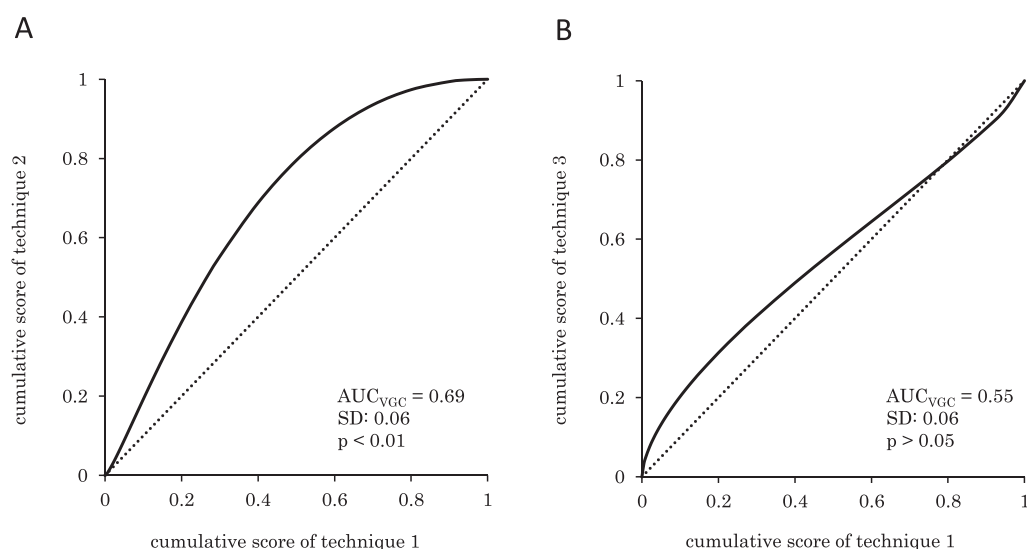 A
1
0.8
0.6
0.4
0.2
0
cumulative score of technique 2
AUCVGC = 0.69
SD: 0.06
p < 0.01
0 0.2 0.4 0.6 0.8 1
cumulative score of technique 1
B
1
0.8
0.6
0.4
0.2
0
cumulative score of technique 3
AUCVGC = 0.55
SD: 0.06
p > 0.05
0 0.2 0.4 0.6 0.8 1
cumulative score of technique 1